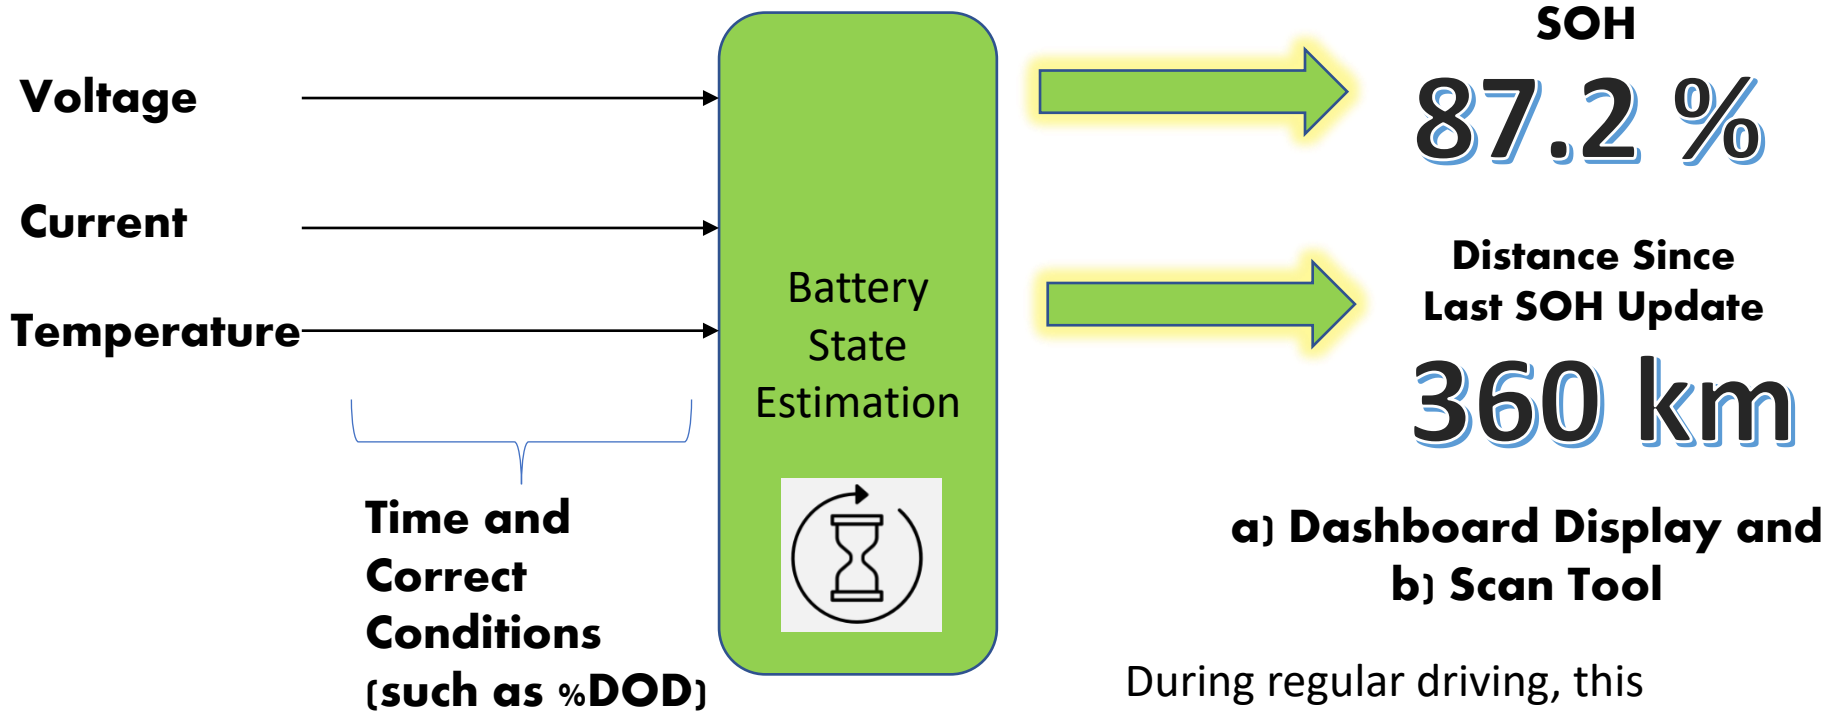 Voltage
Current
Temperature
Time and
Correct
Conditions
(such as %DOD)
Battery
State
Estimation
SOH
87.2 %
Distance Since
Last SOH Update
360 km
a) Dashboard Display and
b) Scan Tool
During regular driving, this